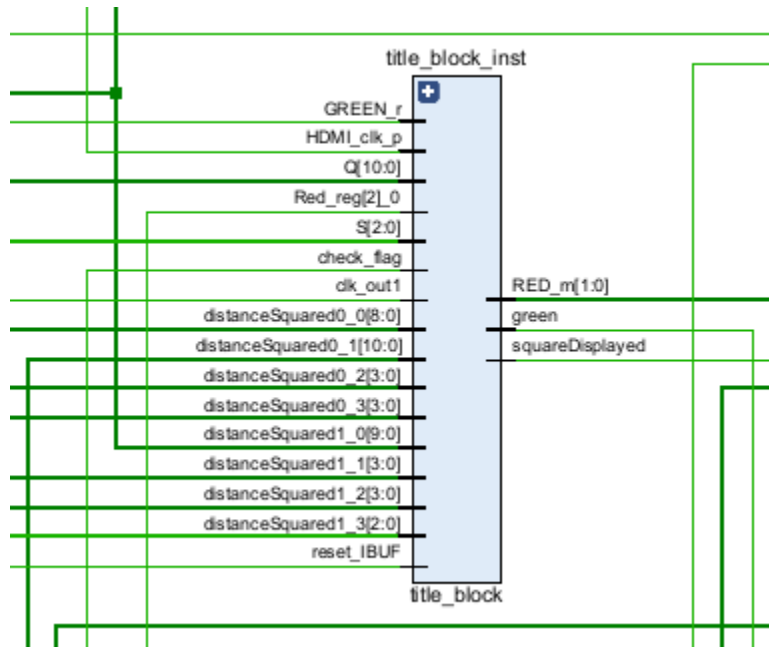 title_block_inst
GREEN_r
HDMI_clk_p
Q[10:0]
Red_reg[2]_0
S[2:0]
check_flag
clk_out1
distanceSquared0_0[8:0]
distanceSquared0_1[10:0]
distanceSquared0_2[3:0]
distanceSquared0_3[3:0]
distanceSquared1_0[9:0]
distanceSquared1_1[3:0]
distanceSquared1_2[3:0]
distanceSquared1_3[2:0]
reset_IBUF
RED_m[1:0]
green
squareDisplayed
title_block